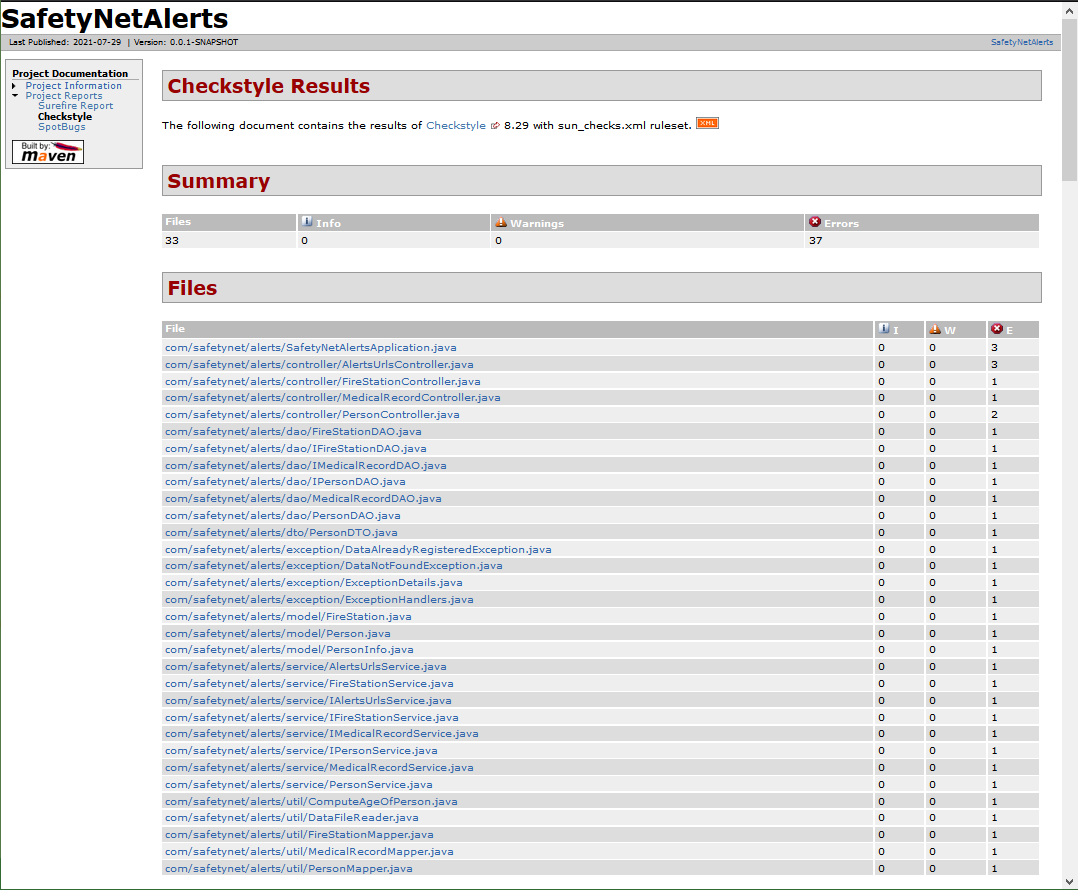 SafetyNetAlerts
Last Published: 2021-07-29 | Version: 0.0.1-SNAPSHOT SafetyNetAlerts
Project Documentation
Project Information
Project Reports
Surefire Report
Checkstyle
SpotBugs
Built by:
maven
Checkstyle Results
The following document contains the results of Checkstyle 8.29 with sun_checks.xml ruleset. XML
Summary
Files Info Warnings Errors
33 0 0 37
Files
File I W E
com/safetynet/alerts/SafetyNetAlertsApplication.java 0 0 3
com/safetynet/alerts/controller/AlertsUrlsController.java 0 0 3
com/safetynet/alerts/controller/FireStationController.java 0 0 1
com/safetynet/alerts/controller/MedicalRecordController.java 0 0 1
com/safetynet/alerts/controller/PersonController.java 0 0 2
com/safetynet/alerts/dao/FireStationDAO.java 0 0 1
com/safetynet/alerts/dao/IFireStationDAO.java 0 0 1
com/safetynet/alerts/dao/IMedicalRecordDAO.java 0 0 1
com/safetynet/alerts/dao/IPersonDAO.java 0 0 1
com/safetynet/alerts/dao/MedicalRecordDAO.java 0 0 1
com/safetynet/alerts/dao/PersonDAO.java 0 0 1
com/safetynet/alerts/dto/PersonDTO.java 0 0 1
com/safetynet/alerts/exception/DataAlreadyRegisteredException.java 0 0 1
com/safetynet/alerts/exception/DataNotFoundException.java 0 0 1
com/safetynet/alerts/exception/ExceptionDetails.java 0 0 1
com/safetynet/alerts/exception/ExceptionHandlers.java 0 0 1
com/safetynet/alerts/model/FireStation.java 0 0 1
com/safetynet/alerts/model/Person.java 0 0 1
com/safetynet/alerts/model/PersonInfo.java 0 0 1
com/safetynet/alerts/service/AlertsUrlsService.java 0 0 1
com/safetynet/alerts/service/FireStationService.java 0 0 1
com/safetynet/alerts/service/IAlertsUrlsService.java 0 0 1
com/safetynet/alerts/service/IFireStationService.java 0 0 1
com/safetynet/alerts/service/IMedicalRecordService.java 0 0 1
com/safetynet/alerts/service/IPersonService.java 0 0 1
com/safetynet/alerts/service/MedicalRecordService.java 0 0 1
com/safetynet/alerts/service/PersonService.java 0 0 1
com/safetynet/alerts/util/ComputeAgeOfPerson.java 0 0 1
com/safetynet/alerts/util/DataFileReader.java 0 0 1
com/safetynet/alerts/util/FireStationMapper.java 0 0 1
com/safetynet/alerts/util/MedicalRecordMapper.java 0 0 1
com/safetynet/alerts/util/PersonMapper.java 0 0 1